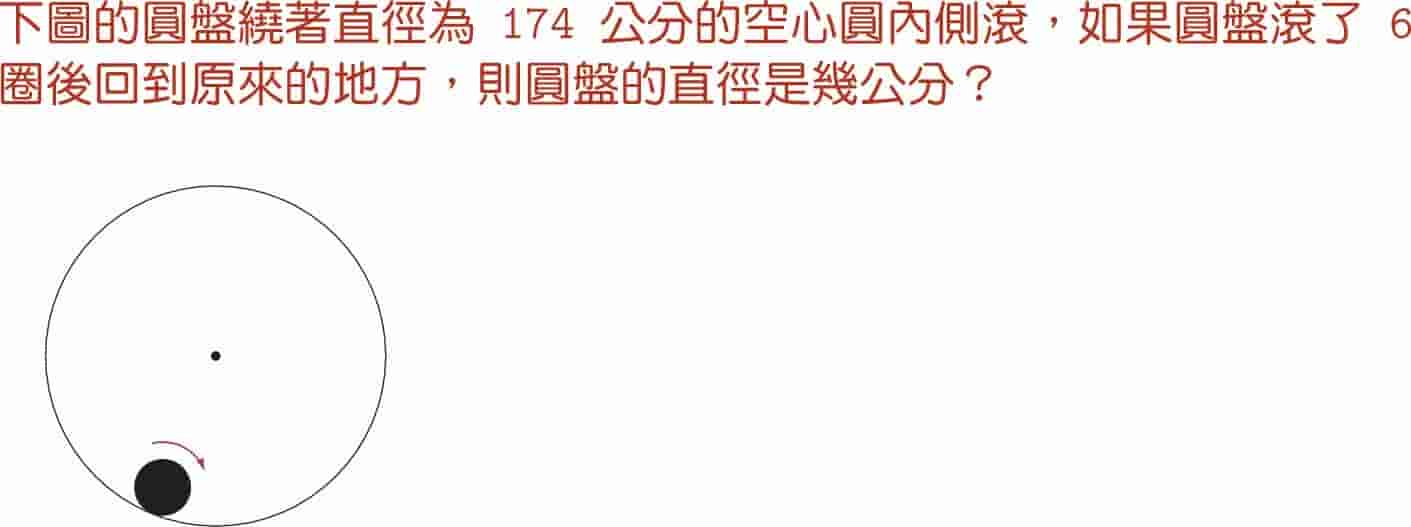 下圖的圓盤繞著直徑為 174 公分的空心圓內側滾，如果圓盤滾了 6
圈後回到原來的地方，則圓盤的直徑是幾公分？